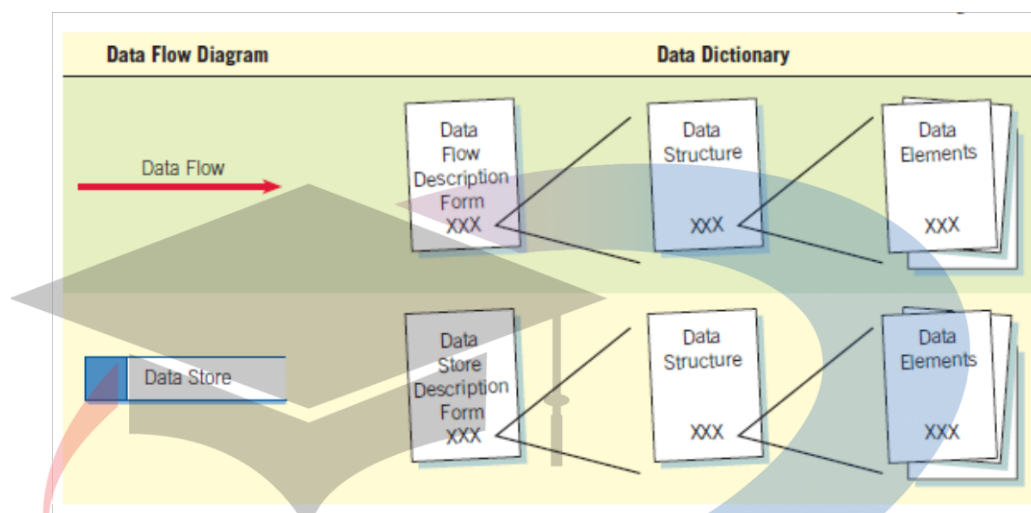 Data Flow Diagram
Data Dictionary
Data Flow
Data
Flow
Description
Form
XXX
Data
Structure
XXX
Data
Elements
XXX
Data Store
Data
Store
Description
Form
XXX
Data
Structure
XXX
Data
Elements
XXX